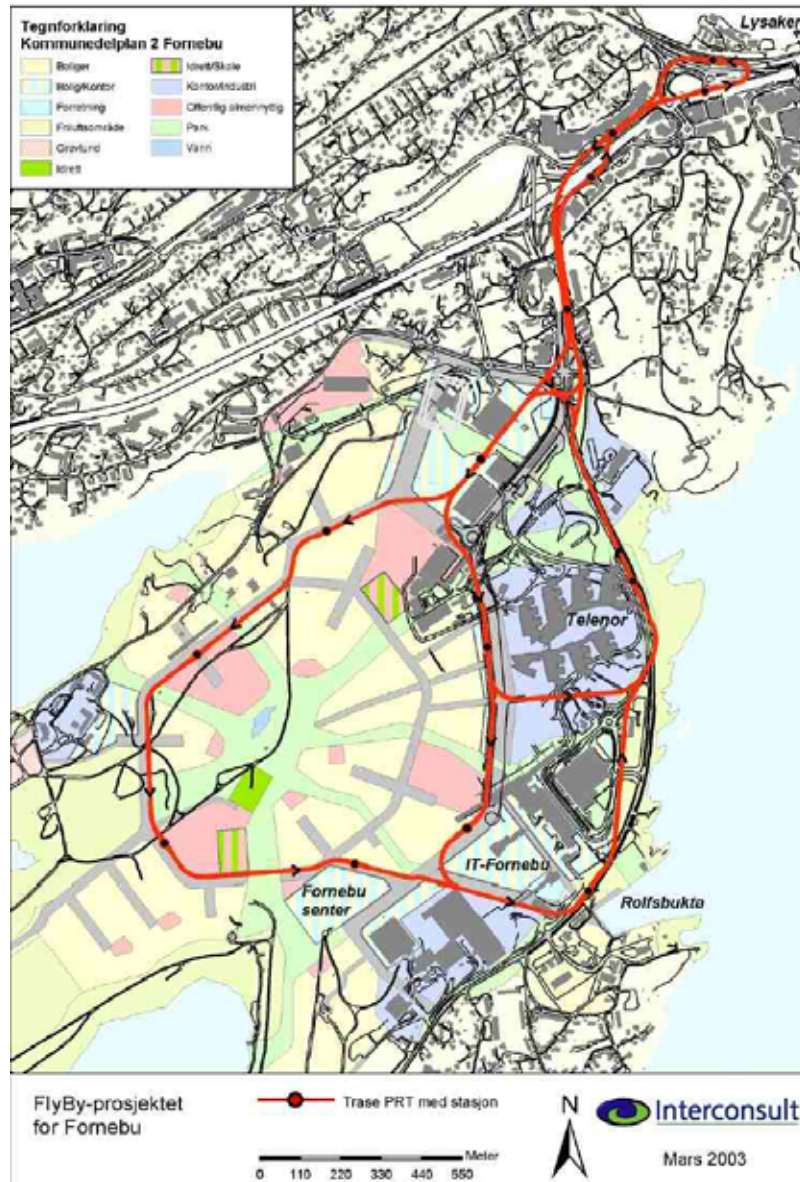 Tegnforklaring
Kommunedelplan 2 Fornebu
Boliger
Bolig/Kontor
Forretning
Friluftsområde
Gravlund
Idrett
Idrett/Skole
Kontor/Industri
Offentlig almennyttig
Park
Vann
Lysaker
Telenor
IT-Fornebu
Fornebu
senter
Rolfsbukta
FlyBy-prosjektet
for Fornebu
Trase PRT med stasjon
Meter
0 110 220 330 440 550
N
Interconsult
Mars 2003